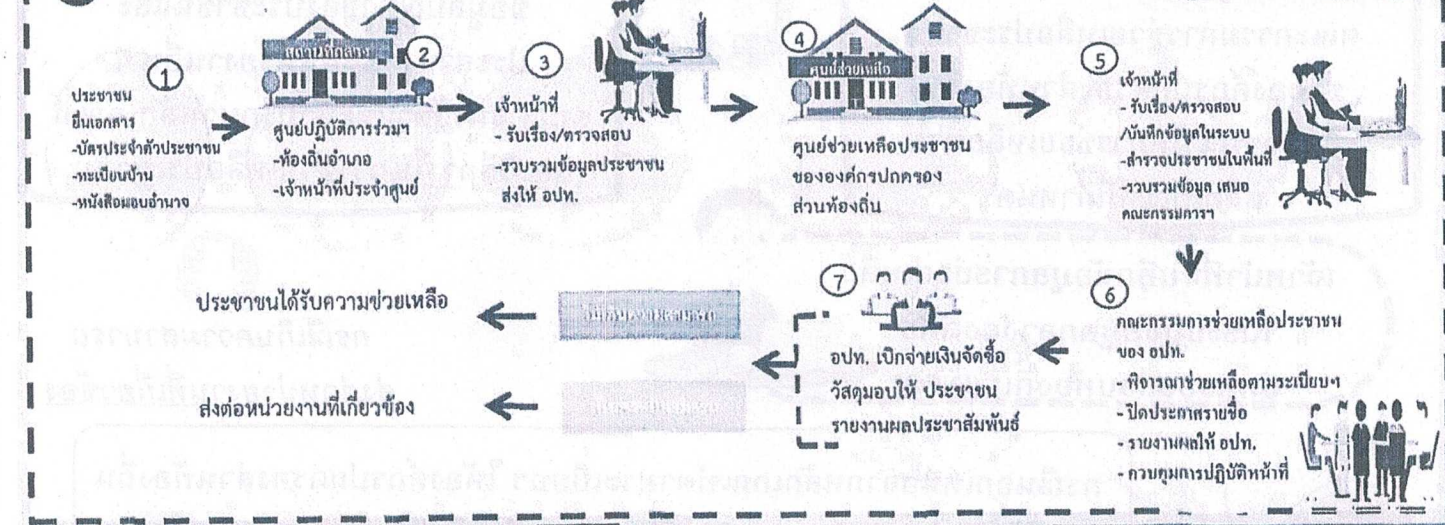 ①
ประชาชน
ยื่นเอกสาร
-บัตรประจำตัวประชาชน
-ทะเบียนบ้าน
-หนังสือมอบอำนาจ
②
ศูนย์ปฏิบัติการร่วมฯ
-ท้องถิ่นอำเภอ
-เจ้าหน้าที่ประจำศูนย์
③
เจ้าหน้าที่
- รับเรื่อง/ตรวจสอบ
-รวบรวมข้อมูลประชาชน
ส่งให้ อปท.
④
ศูนย์ช่วยเหลือ
ศูนย์ช่วยเหลือประชาชน
ขององค์กรปกครอง
ส่วนท้องถิ่น
⑤
เจ้าหน้าที่
- รับเรื่อง/ตรวจสอบ
/บันทึกข้อมูลในระบบ
-สำรวจประชาชนในพื้นที่
-รวบรวมข้อมูล เสนอ
คณะกรรมการฯ
⑥
คณะกรรมการช่วยเหลือประชาชน
ของ อปท.
- พิจารณาช่วยเหลือตามระเบียบฯ
- ปิดประกาศรายชื่อ
- รายงานผลให้ อปท.
- ควบคุมการปฏิบัติหน้าที่
⑦
อปท. เบิกจ่ายเงินจัดซื้อ
วัสดุมอบให้ ประชาชน
รายงานผลประชาสัมพันธ์
ประชาชนได้รับความช่วยเหลือ
ส่งต่อหน่วยงานที่เกี่ยวข้อง